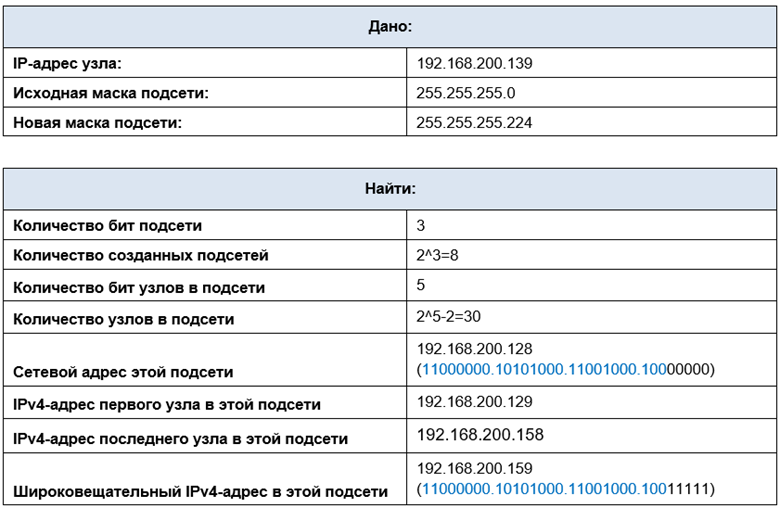 Дано:
IP-адрес узла: 192.168.200.139
Исходная маска подсети: 255.255.255.0
Новая маска подсети: 255.255.255.224
Найти:
Количество бит подсети 3
Количество созданных подсетей 2^3=8
Количество бит узлов в подсети 5
Количество узлов в подсети 2^5-2=30
192.168.200.128
Сетевой адрес этой подсети (11000000.10101000.11001000.10000000)
IPv4-адрес первого узла в этой подсети 192.168.200.129
IPv4-адрес последнего узла в этой подсети 192.168.200.158
192.168.200.159
Широковещательный IPv4-адрес в этой подсети (11000000.10101000.11001000.10011111)